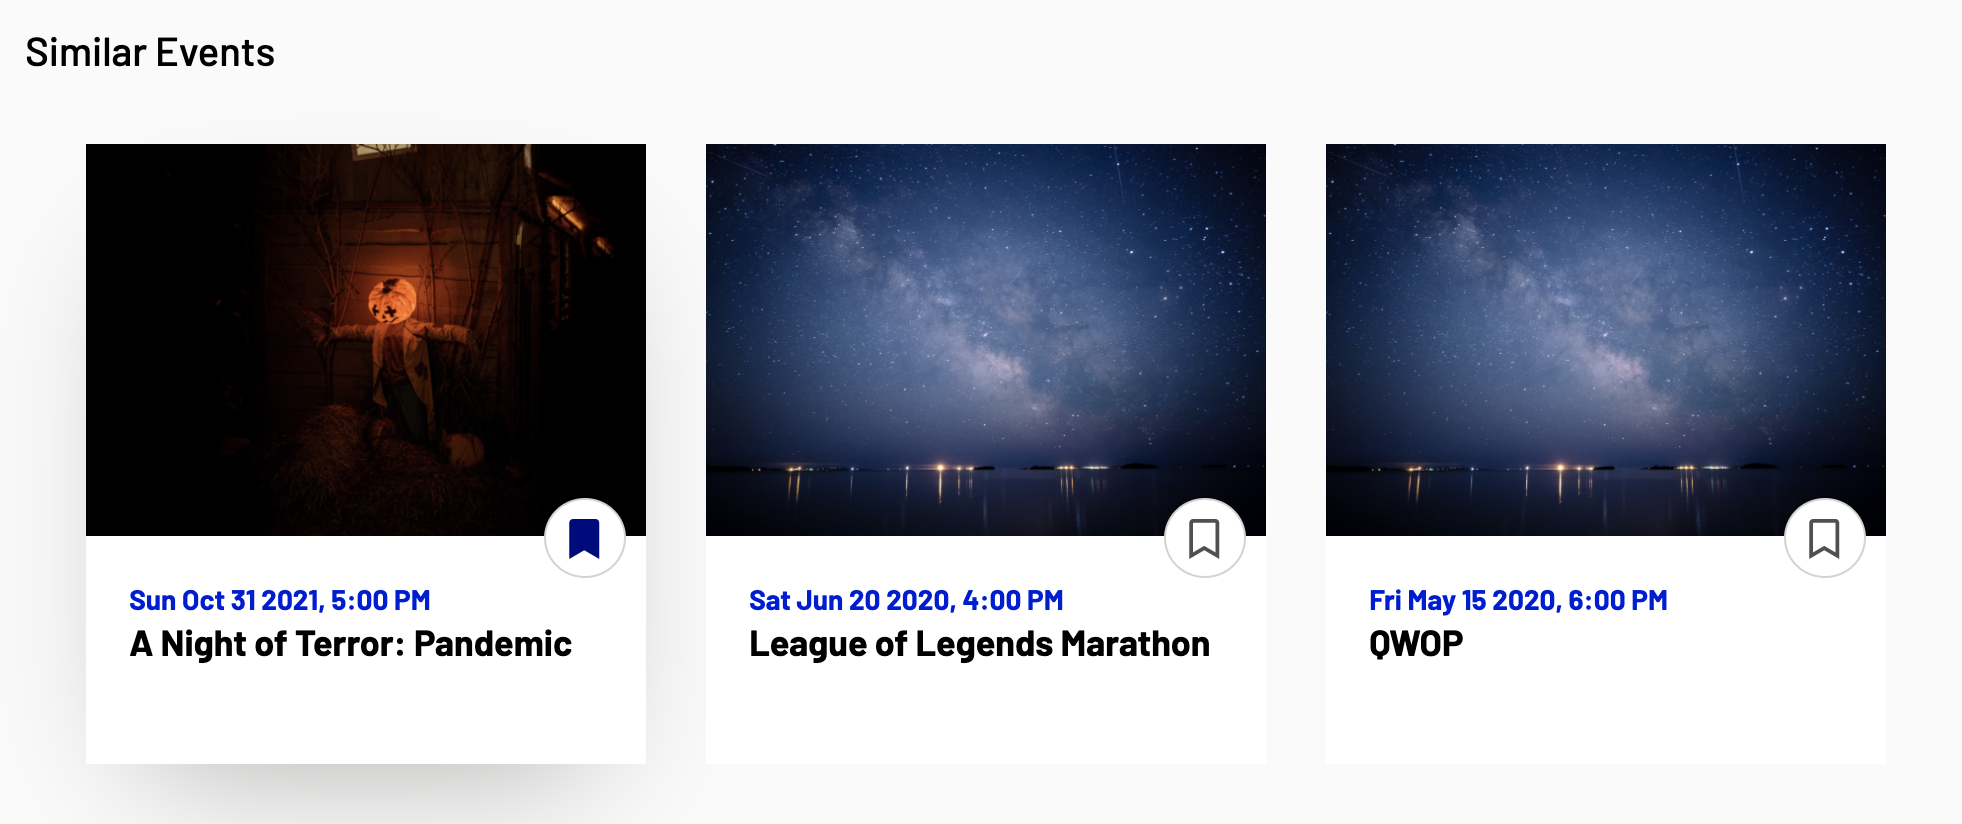 Similar Events
Sun Oct 31 2021, 5:00 PM
A Night of Terror: Pandemic
Sat Jun 20 2020, 4:00 PM
League of Legends Marathon
Fri May 15 2020, 6:00 PM
QWOP